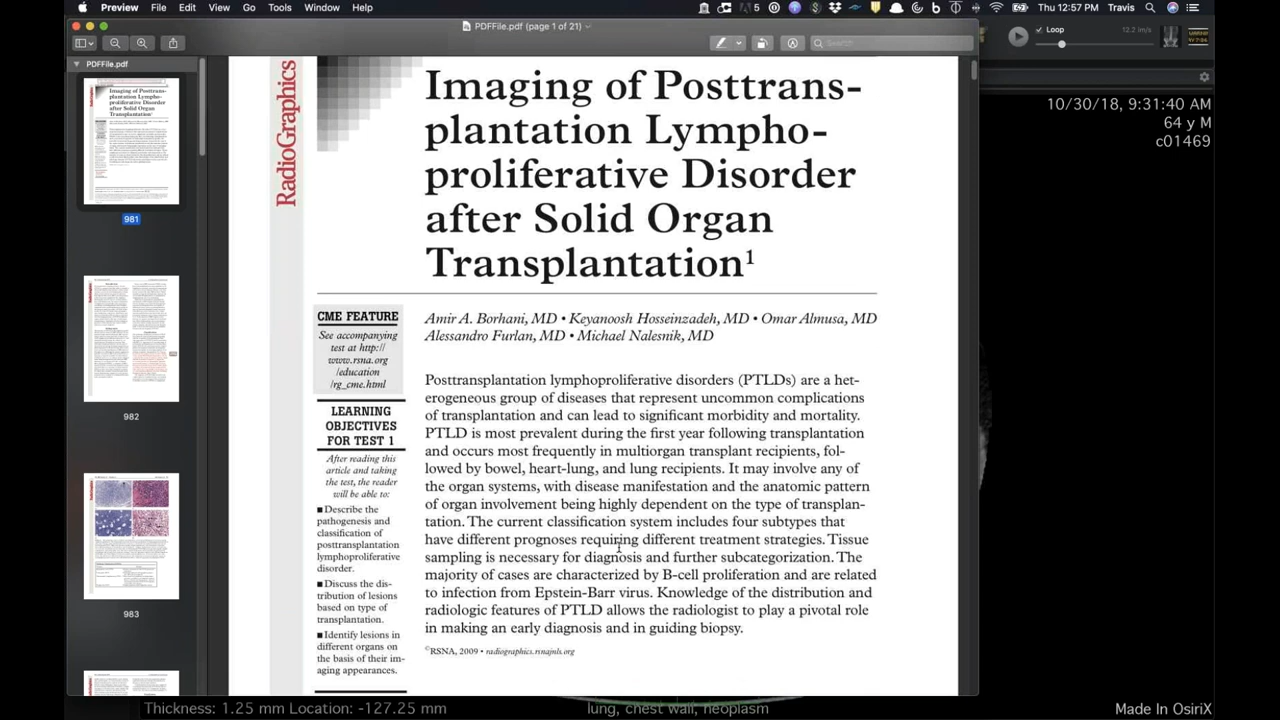 Preview File Edit View Go Tools Window Help
5
Thu 12:57 PM Travis
PDFFile.pdf (page 1 of 21)
Search
Loop
12.2 im/s
PDFFile.pdf
981
982
983
10/30/18, 9:31:40 AM
64 y M
c01469
RadioGraphics
Imaging of Posttrans-
plantation Lympho-
proliferative Disorder
after Solid Organ
Transplantation¹
CME FEATURE
See accompanying
test at http://
www.rsna.org
/education
/rg_cme.html
LEARNING
OBJECTIVES
FOR TEST 1
After reading this
article and taking
the test, the reader
will be able to:
■ Describe the
pathogenesis and
classification of
posttransplantation
lymphoproliferative
disorder.
■ Discuss the dis-
tribution of lesions
based on type of
transplantation.
■ Identify lesions in
different organs on
the basis of their im-
aging appearances.
Amir A. Borhani, MD • Keyanoosh Hosseinzadeh, MD • Omar Almusa, MD
Alessandro Furlan, MD • Michael Nalesnik, MD
Posttransplantation lymphoproliferative disorders (PTLDs) are a het-
erogeneous group of diseases that represent uncommon complications
of transplantation and can lead to significant morbidity and mortality.
PTLD is most prevalent during the first year following transplantation
and occurs most frequently in multiorgan transplant recipients, fol-
lowed by bowel, heart-lung, and lung recipients. It may involve any of
the organ systems, with disease manifestation and the anatomic pattern
of organ involvement being highly dependent on the type of transplan-
tation. The current classification system includes four subtypes that
have different prognoses requiring different treatment strategies. Tissue
sampling is necessary for diagnosis and further subcategorization. The
majority of cases are characterized by B-cell proliferation and are related
to infection from Epstein-Barr virus. Knowledge of the distribution and
radiologic features of PTLD allows the radiologist to play a pivotal role
in making an early diagnosis and in guiding biopsy.
©RSNA, 2009 • radiographics.rsnajnls.org
Thickness: 1.25 mm Location: -127.25 mm
lung, chest wall, neoplasm
Made In OsiriX